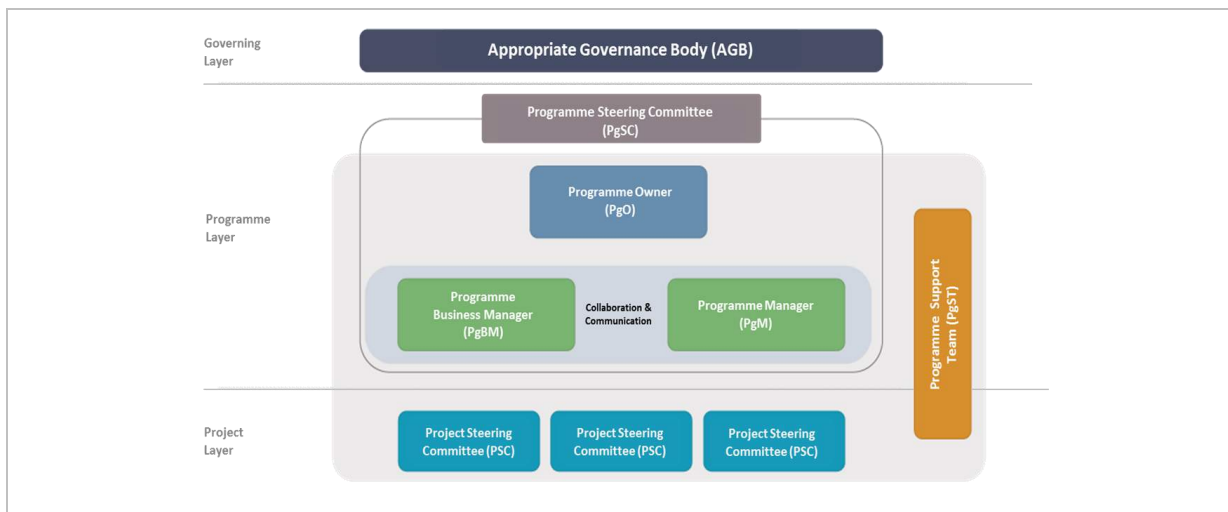 Governing
Layer
Appropriate Governance Body (AGB)
Programme Steering Committee
(PgSC)
Programme Owner
(PgO)
Programme
Layer
Programme
Business Manager
(PgBM)
Collaboration &
Communication
Programme Manager
(PgM)
Programme Support
Team (PgST)
Project
Layer
Project Steering
Committee (PSC)
Project Steering
Committee (PSC)
Project Steering
Committee (PSC)